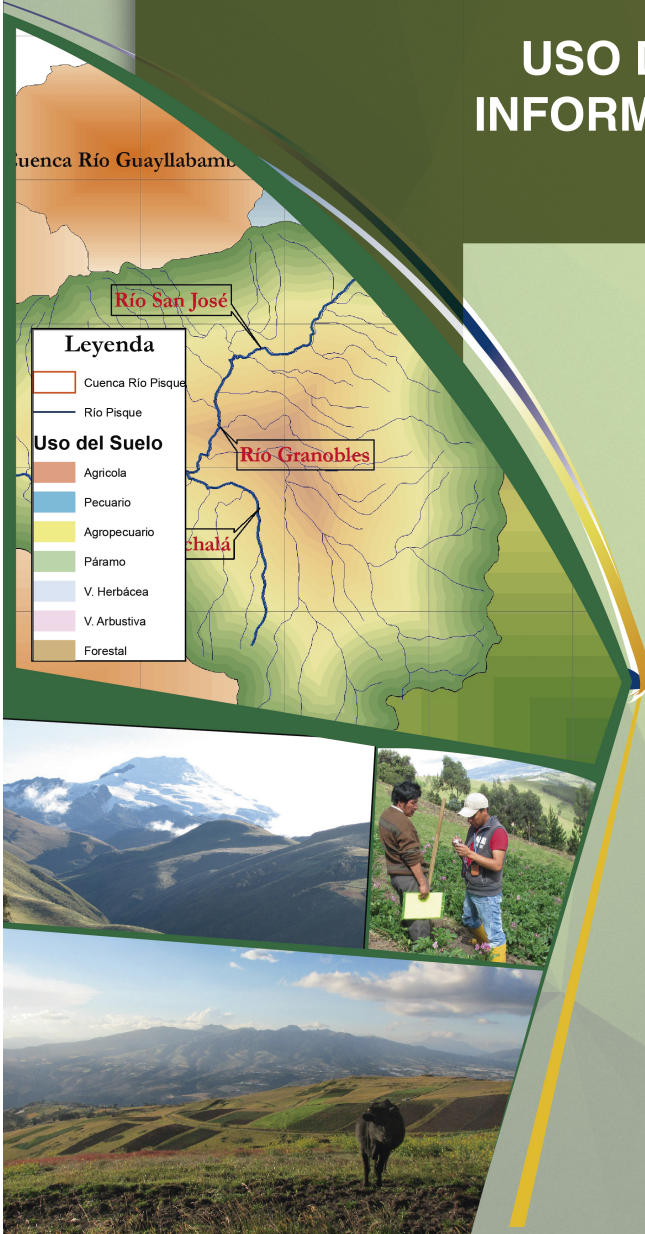 USO
INFORM
uenca Río Guayllabamb
Río San José
Leyenda
Cuenca Río Pisque
Río Pisque
Uso del Suelo
Agricola
Pecuario
Agropecuario
Páramo
V. Herbácea
V. Arbustiva
Forestal
Río Granobles
chalá